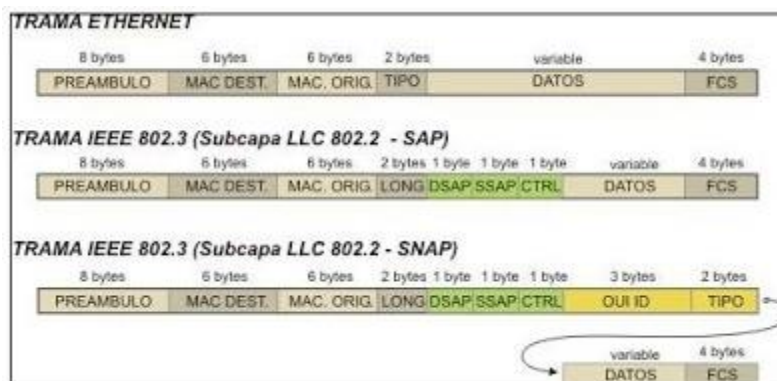 TRAMA ETHERNET
8 bytes 6 bytes 6 bytes 2 bytes variable 4 bytes
PREAMBULO MAC DEST. MAC. ORIG. TIPO DATOS FCS
TRAMA IEEE 802.3 (Subcapa LLC 802.2 - SAP)
8 bytes 6 bytes 6 bytes 2 bytes 1 byte 1 byte 1 byte variable 4 bytes
PREAMBULO MAC DEST. MAC. ORIG. LONG DSAP SSAP CTRL DATOS FCS
TRAMA IEEE 802.3 (Subcapa LLC 802.2 - SNAP)
8 bytes 6 bytes 6 bytes 2 bytes 1 byte 1 byte 1 byte 3 bytes 2 bytes
PREAMBULO MAC DEST. MAC. ORIG. LONG DSAP SSAP CTRL OUI ID TIPO
variable 4 bytes
DATOS FCS